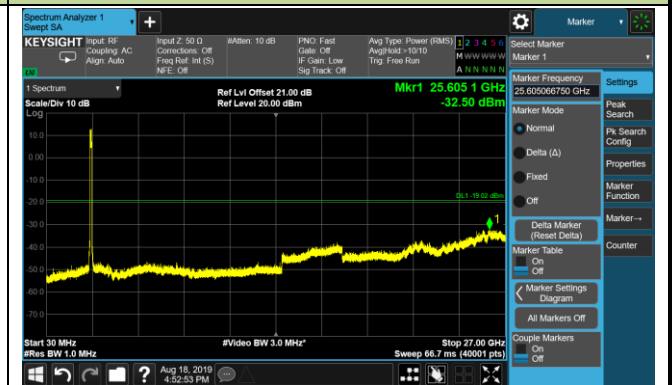 Spectrum Analyzer 1
Swept SA
+
Marker
KEYSIGHT
Input: RF
Coupling: AC
Align: Auto
Input Z: 50 Ω
Corrections: Off
Freq Ref: Int (S)
NFE: Off
#Atten: 10 dB
PNO: Fast
Gate: Off
IF Gain: Low
Sig Track: Off
Avg Type: Power (RMS)
Avg|Hold:>10/10
Trig: Free Run
1 2 3 4 5 6
M W W W W W
A N N N N N
Select Marker
Marker 1
1 Spectrum
Scale/Div 10 dB
Log
Ref Lvl Offset 21.00 dB
Ref Level 20.00 dBm
Mkr1 25.605 1 GHz
-32.50 dBm
10.0
0.00
-10.0
-20.0
-30.0
-40.0
-50.0
-60.0
-70.0
DL1 -19.02 dBm
1
Start 30 MHz
#Res BW 1.0 MHz
#Video BW 3.0 MHz*
Stop 27.00 GHz
Sweep 66.7 ms (40001 pts)
Marker Frequency
25.605066750 GHz
Marker Mode
Normal
Delta (Δ)
Fixed
Off
Delta Marker
(Reset Delta)
Marker Table
On
Off
Marker Settings
Diagram
All Markers Off
Couple Markers
On
Off
Settings
Peak
Search
Pk Search
Config
Properties
Marker
Function
Marker→
Counter
?
Aug 18, 2019
4:52:53 PM